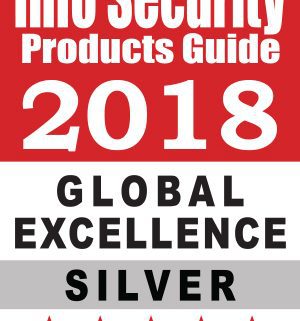 Info Security
Products Guide
2018
GLOBAL
EXCELLENCE
SILVER